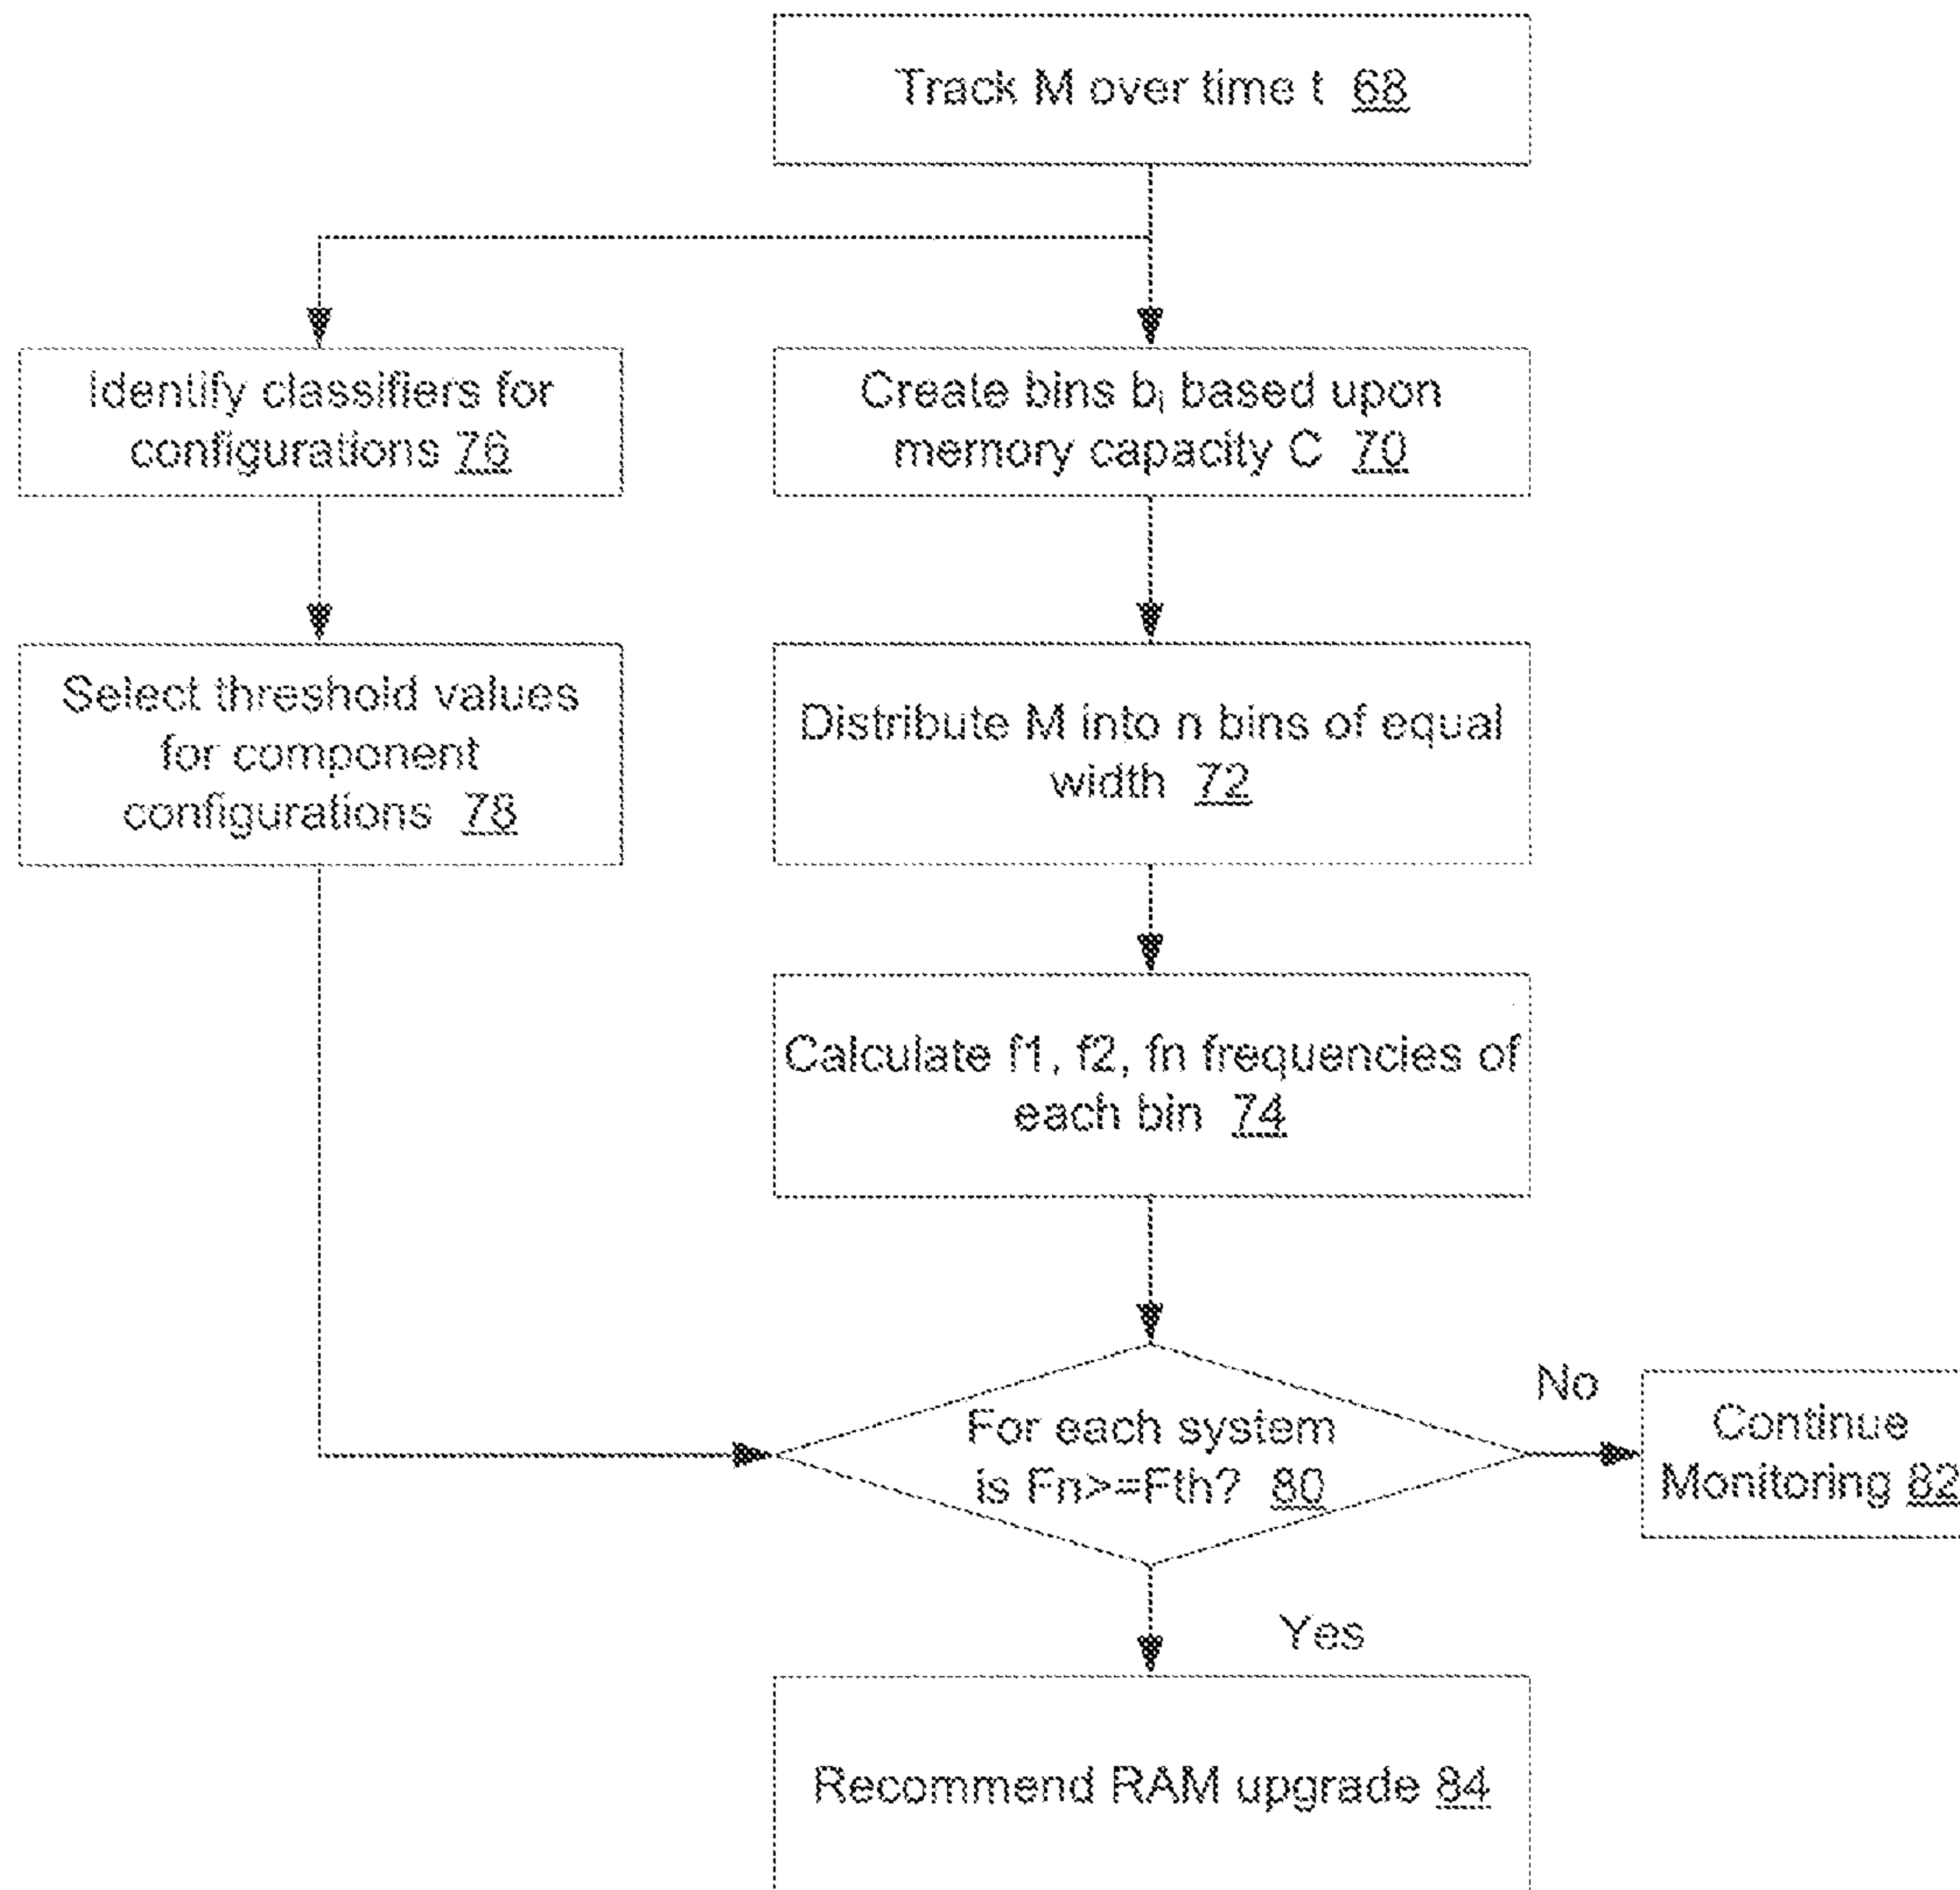 Track M over time t 68
Identify classifiers for
configurations 76
Create bins bᵢ based upon
memory capacity C 70
Select threshold values
for component
configurations 78
Distribute M into n bins of equal
width 72
Calculate f1, f2, fn frequencies of
each bin 74
For each system
is Fn>=Fth? 80
No
Continue
Monitoring 82
Yes
Recommend RAM upgrade 84